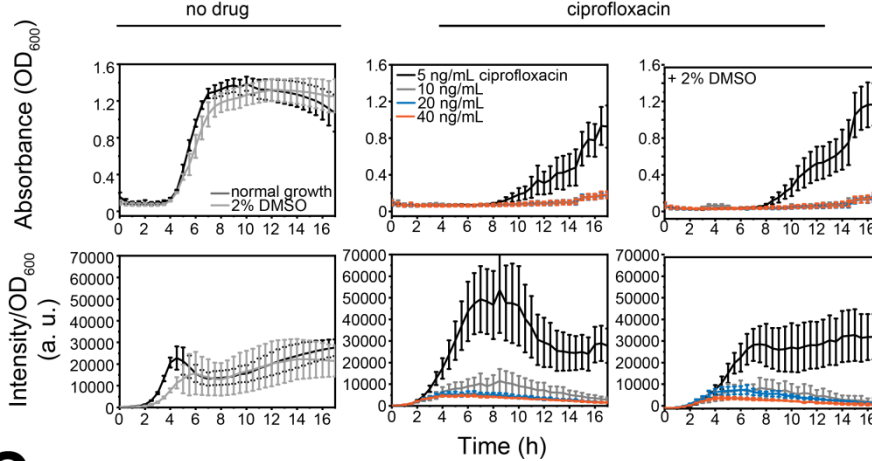 no drug
ciprofloxacin
Absorbance (OD600)
1.6
1.2
0.8
0.4
0
normal growth
2% DMSO
0 2 4 6 8 10 12 14 16
1.6
1.2
0.8
0.4
0
5 ng/mL ciprofloxacin
10 ng/mL
20 ng/mL
40 ng/mL
0 2 4 6 8 10 12 14 16
1.6
1.2
0.8
0.4
0
+ 2% DMSO
0 2 4 6 8 10 12 14 16
Intensity/OD600
(a. u.)
70000
60000
50000
40000
30000
20000
10000
0
0 2 4 6 8 10 12 14 16
70000
60000
50000
40000
30000
20000
10000
0
0 2 4 6 8 10 12 14 16
70000
60000
50000
40000
30000
20000
10000
0
0 2 4 6 8 10 12 14 16
Time (h)